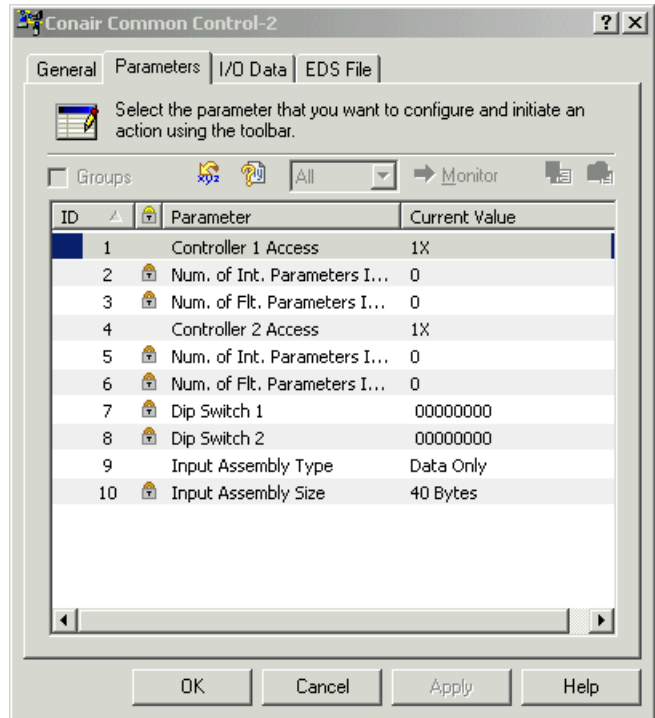 Conair Common Control-2
General Parameters I/O Data EDS File
Select the parameter that you want to configure and initiate an
action using the toolbar.
Groups All Monitor
ID Parameter Current Value
1 Controller 1 Access 1X
2 Num. of Int. Parameters I... 0
3 Num. of Flt. Parameters I... 0
4 Controller 2 Access 1X
5 Num. of Int. Parameters I... 0
6 Num. of Flt. Parameters I... 0
7 Dip Switch 1 00000000
8 Dip Switch 2 00000000
9 Input Assembly Type Data Only
10 Input Assembly Size 40 Bytes
OK Cancel Apply Help